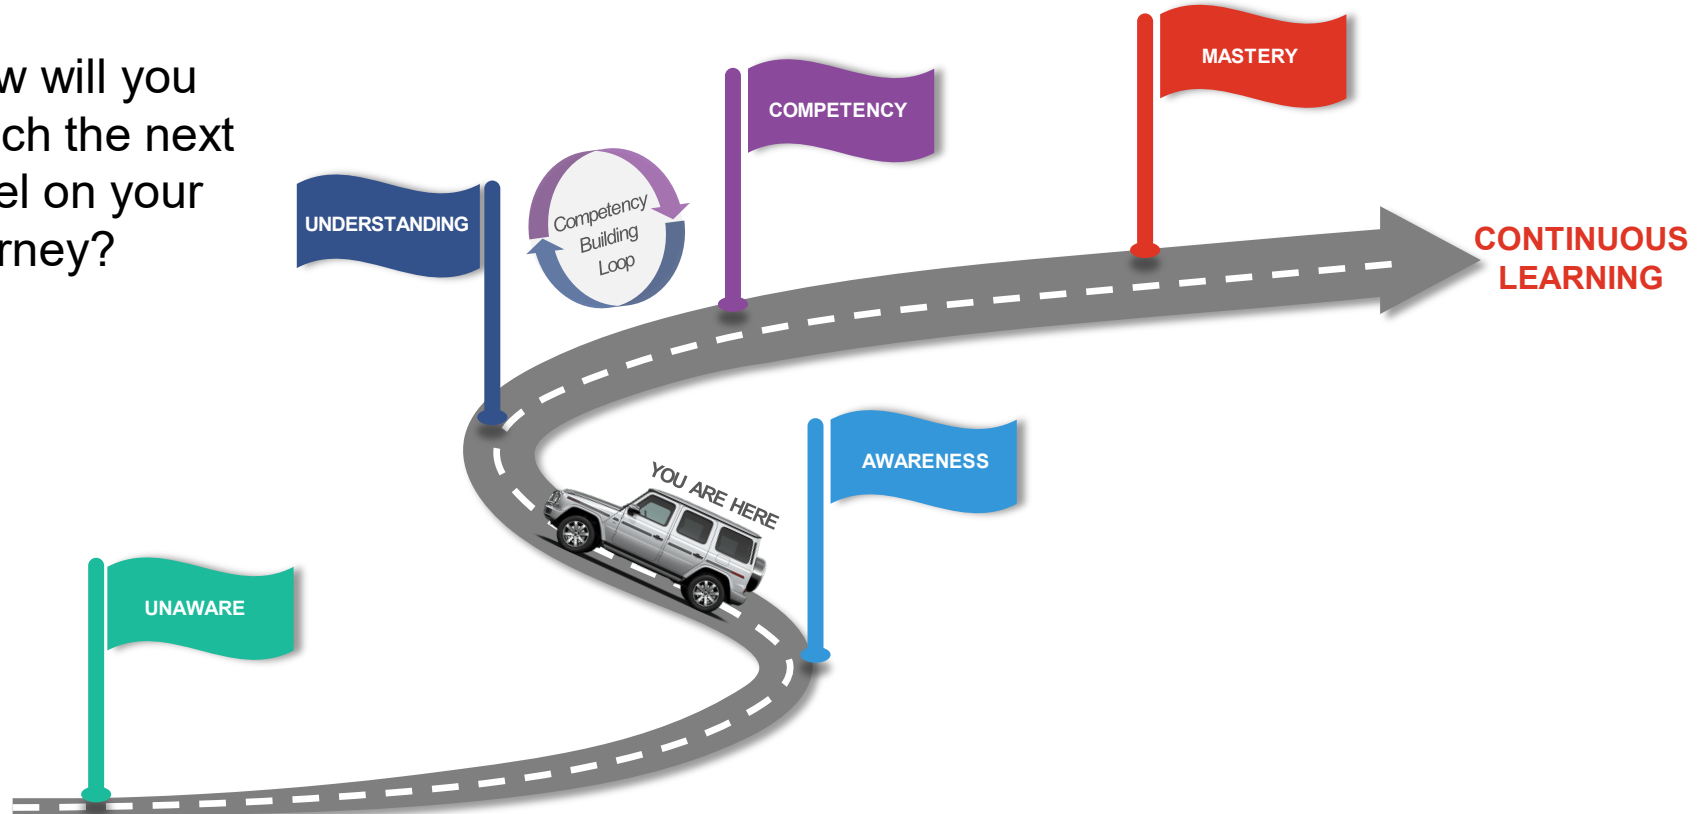 w will you
ch the next
el on your
rney?
MASTERY
COMPETENCY
UNDERSTANDING
Competency
Building
Loop
CONTINUOUS
LEARNING
AWARENESS
YOU ARE HERE
UNAWARE